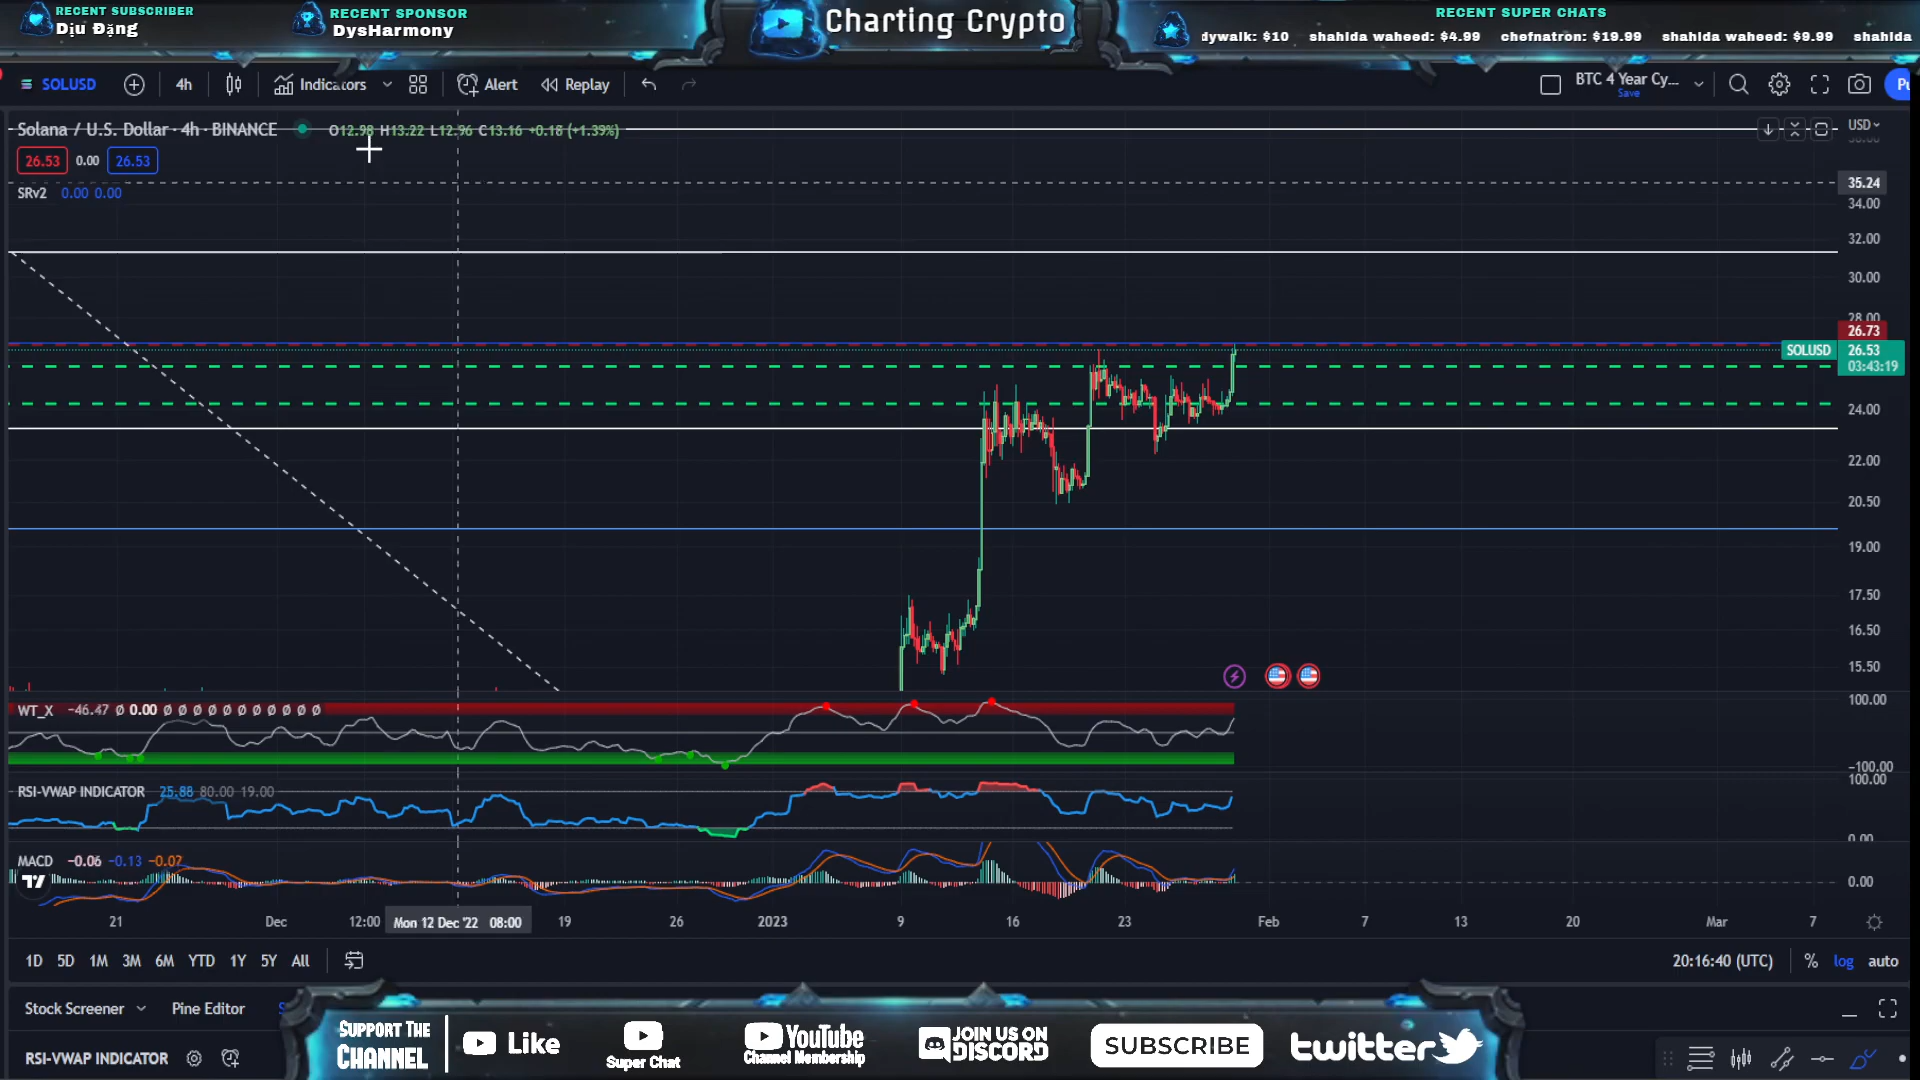 RECENT SUBSCRIBER
Dịu Đặng
RECENT SPONSOR
DysHarmony
Charting Crypto
RECENT SUPER CHATS
dywalk: $10 shahida waheed: $4.99 chefnatron: $19.99 shahida waheed: $9.99 shahida
SOLUSD
4h
Indicators
Alert
Replay
BTC 4 Year Cy...
Save
Solana / U.S. Dollar · 4h · BINANCE
O12.98 H13.22 L12.96 C13.16 +0.18 (+1.39%)
USD
26.53 0.00 26.53
SRv2 0.00 0.00
35.24
34.00
32.00
30.00
28.00
26.73
SOLUSD 26.53
03:43:19
24.00
22.00
20.50
19.00
17.50
16.50
15.50
WT_X −46.47 Ø 0.00 Ø Ø Ø Ø Ø Ø Ø Ø Ø Ø Ø
100.00
−100.00
RSI-VWAP INDICATOR 25.88 80.00 19.00
100.00
0.00
MACD −0.06 −0.13 −0.07
0.00
21 Dec 12:00 Mon 12 Dec '22 08:00 19 26 2023 9 16 23 Feb 7 13 20 Mar 7
1D 5D 1M 3M 6M YTD 1Y 5Y All
20:16:40 (UTC) % log auto
Stock Screener
Pine Editor
RSI-VWAP INDICATOR
SUPPORT THE
CHANNEL
Like
Super Chat
YouTube
Channel Membership
JOIN US ON
DISCORD
SUBSCRIBE
twitter